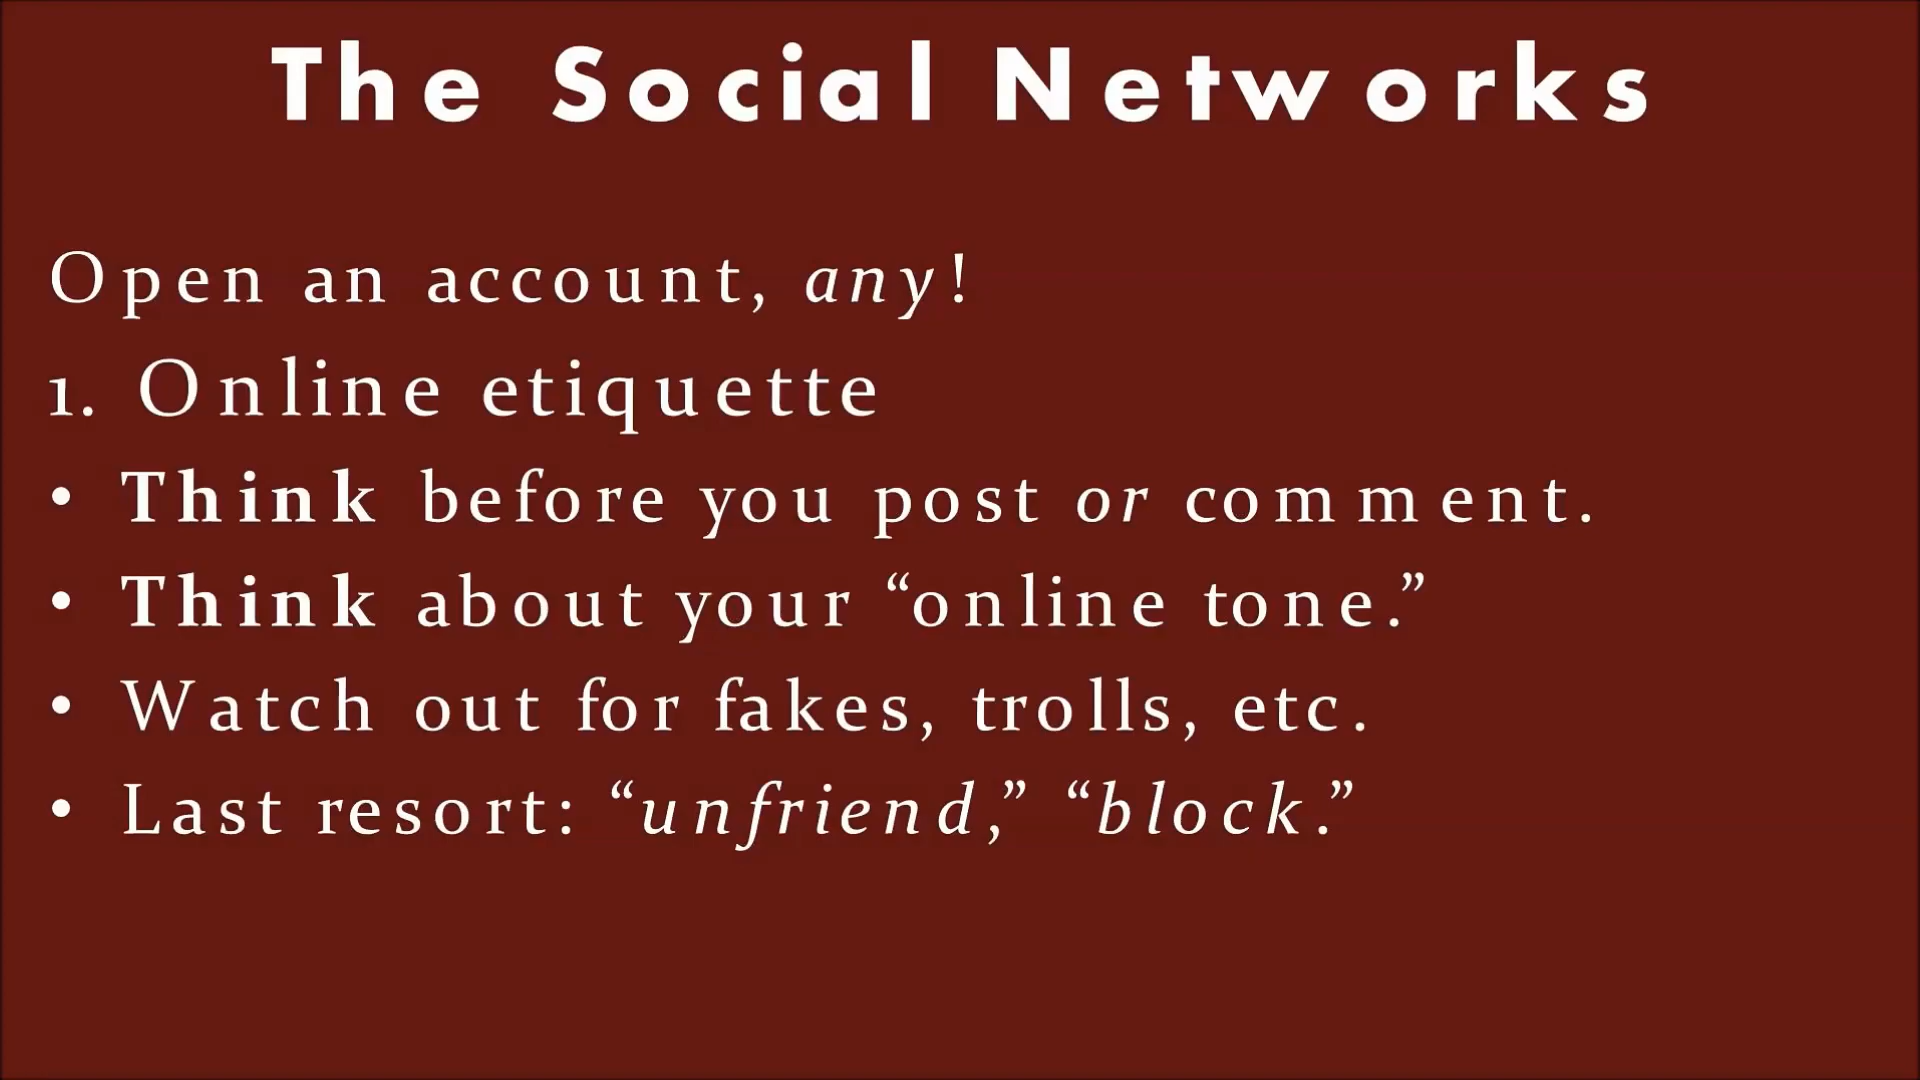 The Social Networks
Open an account, any!
1. Online etiquette
• Think before you post or comment.
• Think about your “online tone.”
• Watch out for fakes, trolls, etc.
• Last resort: “unfriend,” “block.”